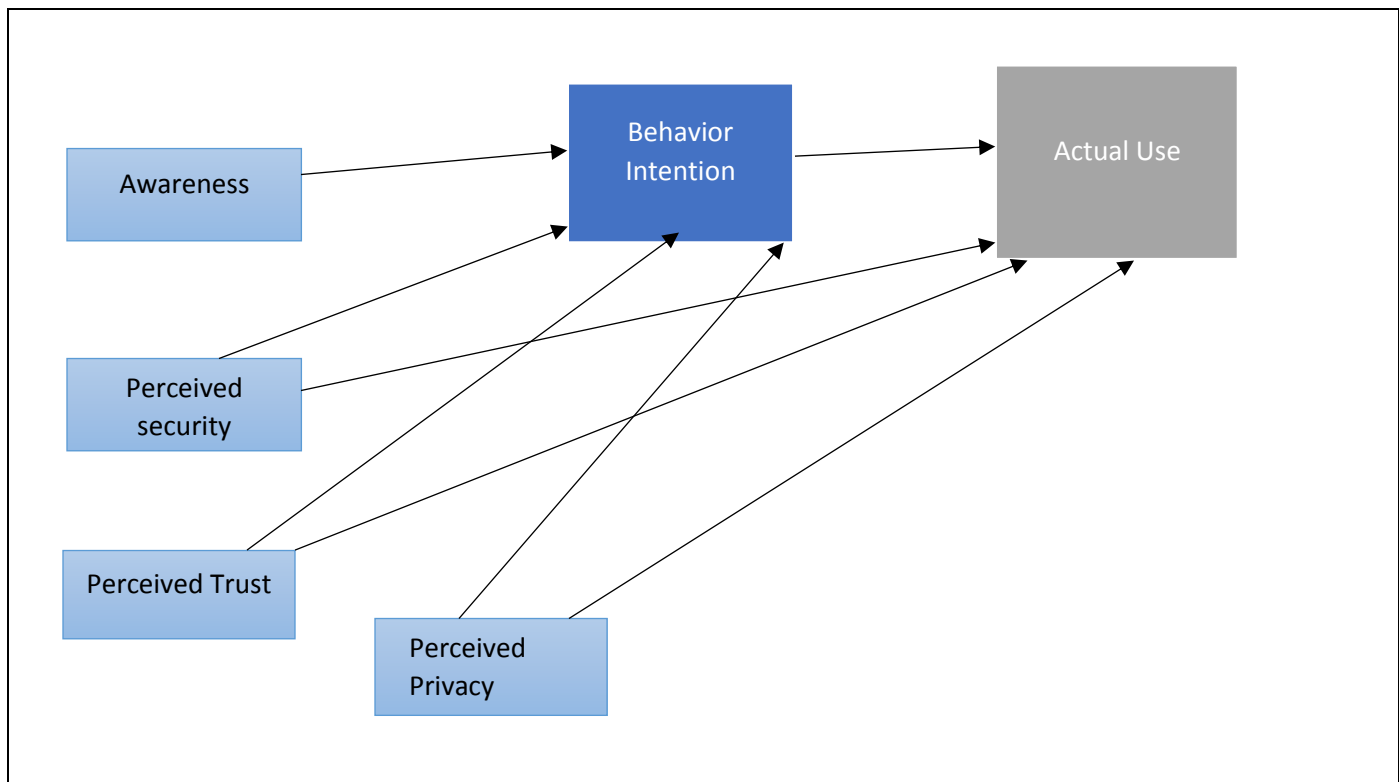 Behavior
Intention
Actual Use
Awareness
Perceived
security
Perceived Trust
Perceived
Privacy